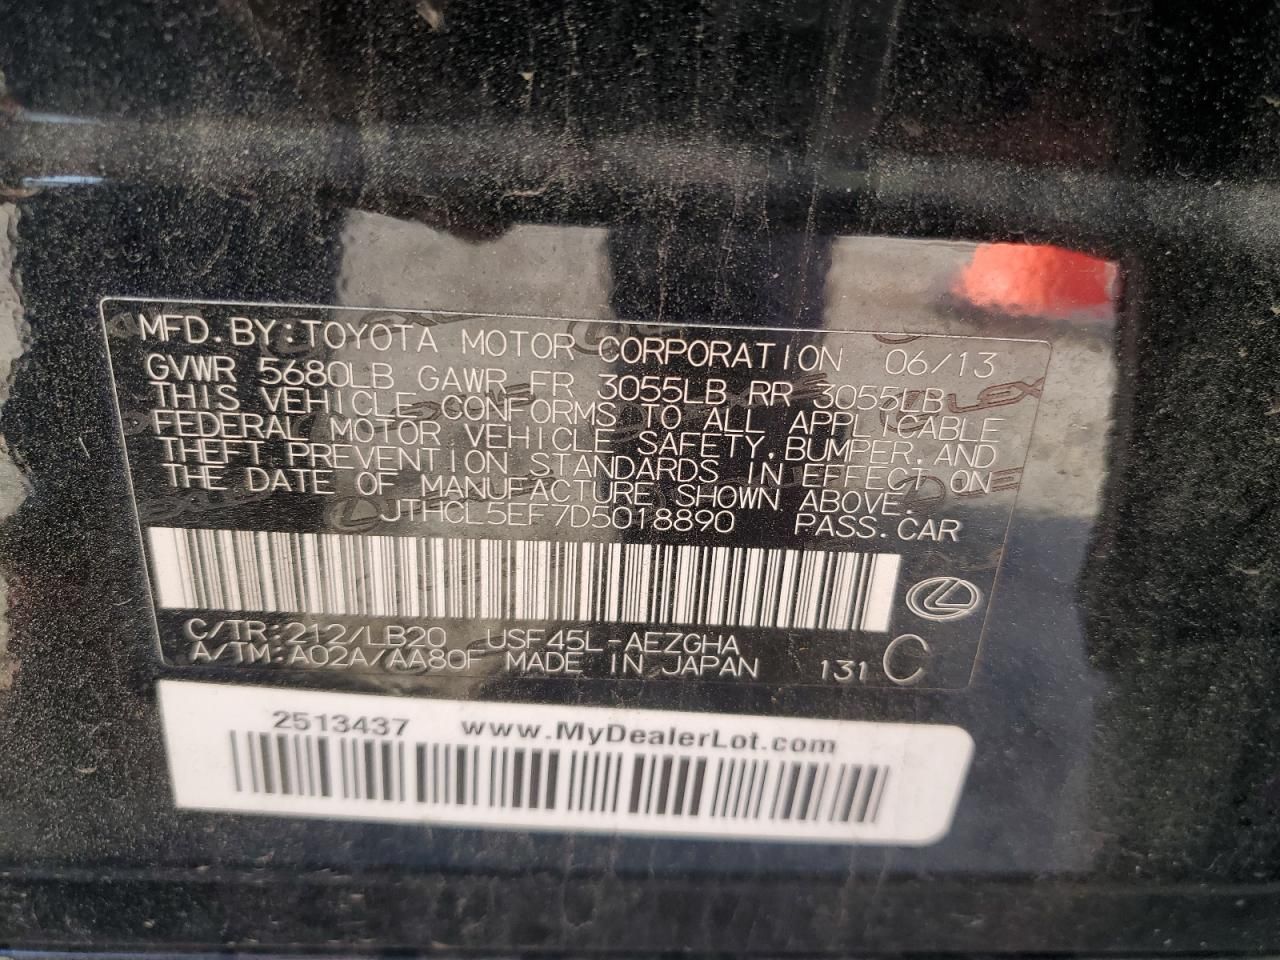 MFD.BY:TOYOTA MOTOR CORPORATION 06/13
GVWR 5680LB GAWR FR 3055LB RR 3055LB
THIS VEHICLE CONFORMS TO ALL APPLICABLE
FEDERAL MOTOR VEHICLE SAFETY,BUMPER,AND
THEFT PREVENTION STANDARDS IN EFFECT ON
THE DATE OF MANUFACTURE SHOWN ABOVE.
JTHCL5EF7D5018890 PASS.CAR
C/TR:212/LB20 USF45L-AEZGHA
A/TM:A02A/AA80F MADE IN JAPAN 131 C
2513437 www.MyDealerLot.com